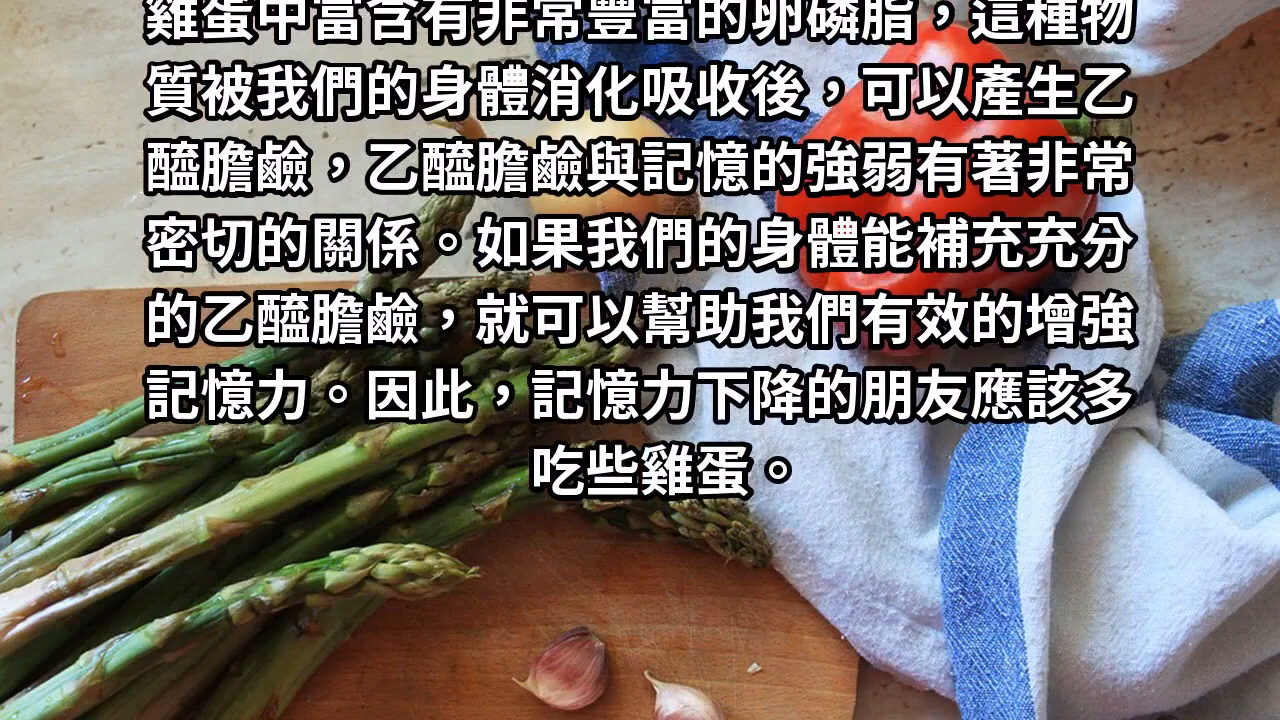 雞蛋中富含有非常豐富的卵磷脂，這種物
質被我們的身體消化吸收後，可以產生乙
醯膽鹼，乙醯膽鹼與記憶的強弱有著非常
密切的關係。如果我們的身體能補充充分
的乙醯膽鹼，就可以幫助我們有效的增強
記憶力。因此，記憶力下降的朋友應該多
吃些雞蛋。